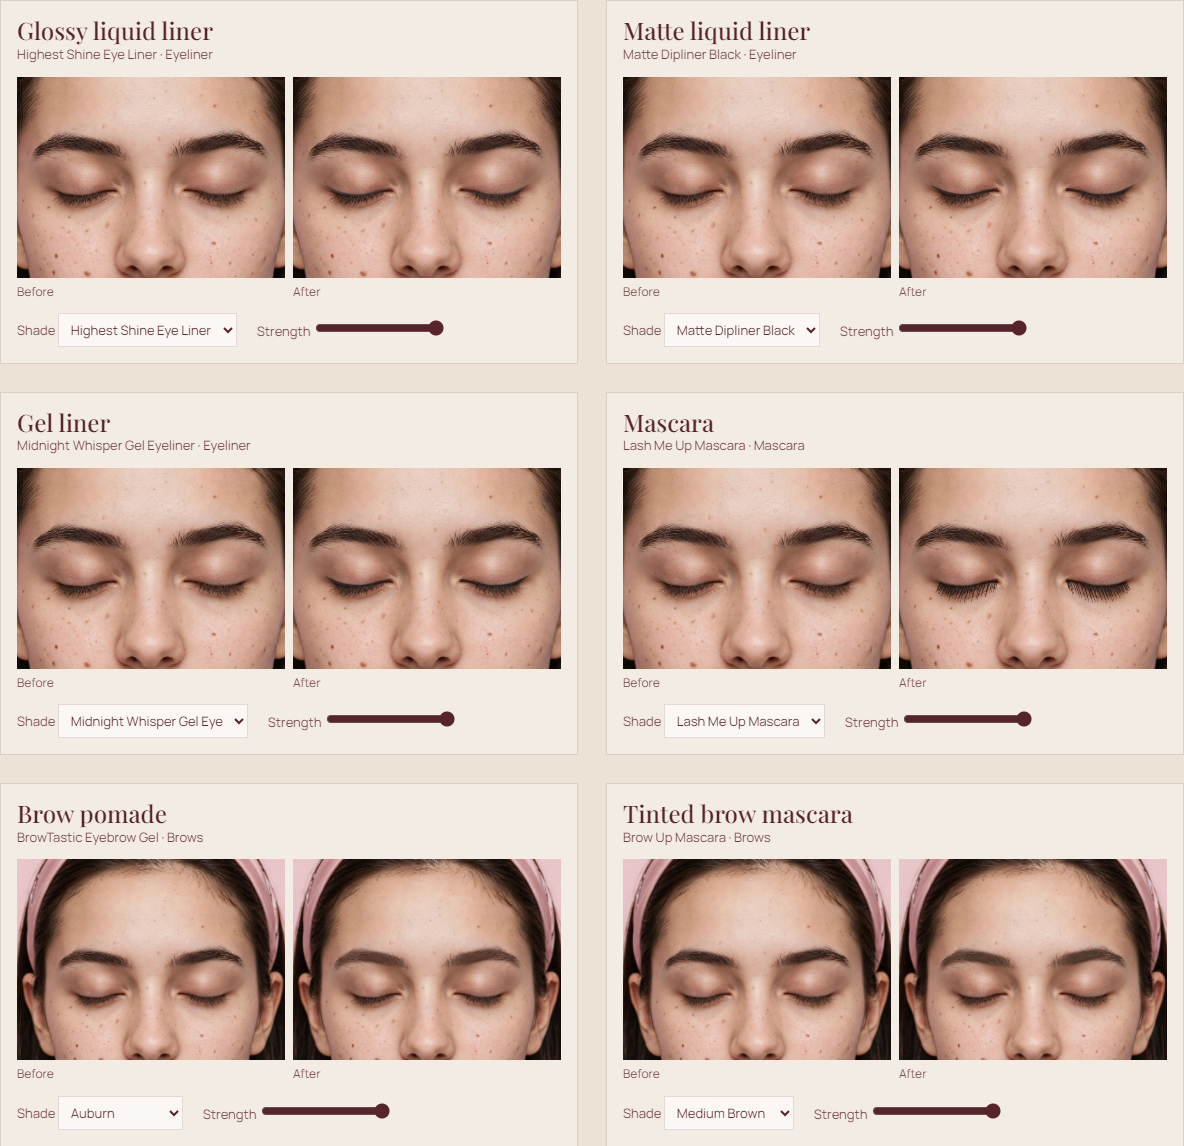 Glossy liquid liner
Highest Shine Eye Liner · Eyeliner
Before
After
Shade Highest Shine Eye Liner Strength
Matte liquid liner
Matte Dipliner Black · Eyeliner
Before
After
Shade Matte Dipliner Black Strength
Gel liner
Midnight Whisper Gel Eyeliner · Eyeliner
Before
After
Shade Midnight Whisper Gel Eye Strength
Mascara
Lash Me Up Mascara · Mascara
Before
After
Shade Lash Me Up Mascara Strength
Brow pomade
BrowTastic Eyebrow Gel · Brows
Before
After
Shade Auburn Strength
Tinted brow mascara
Brow Up Mascara · Brows
Before
After
Shade Medium Brown Strength